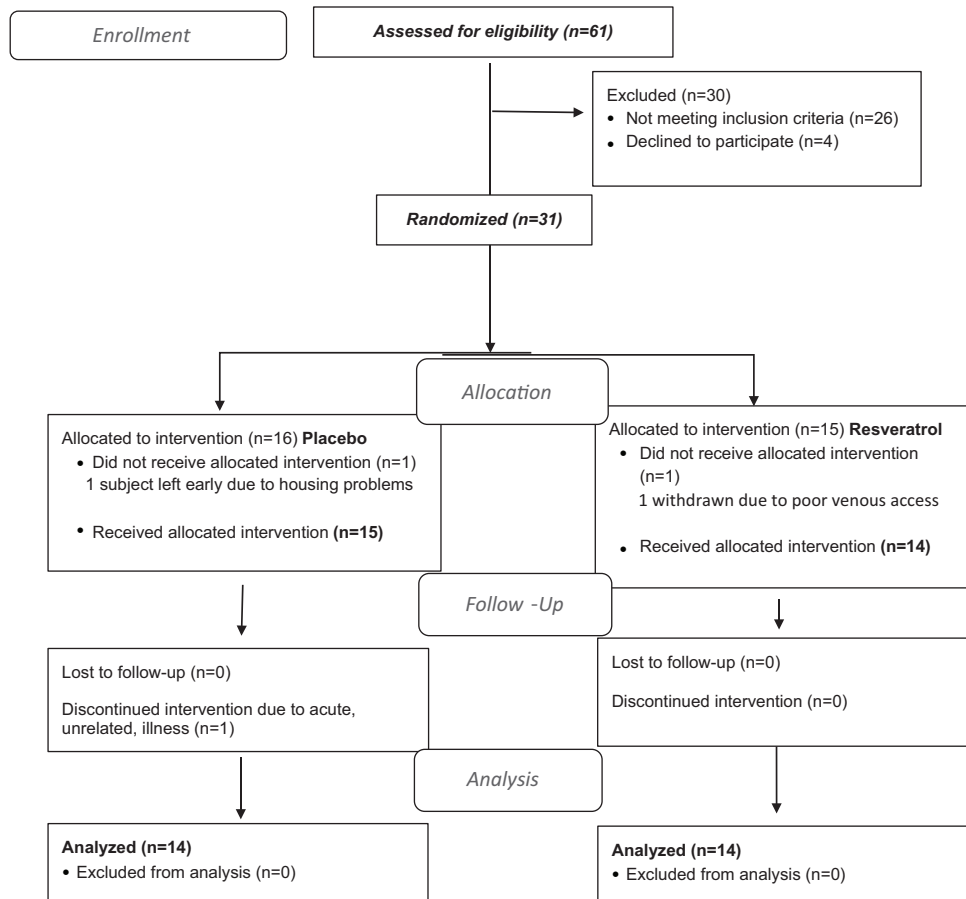 Enrollment
Assessed for eligibility (n=61)
Excluded (n=30)
• Not meeting inclusion criteria (n=26)
• Declined to participate (n=4)
Randomized (n=31)
Allocation
Allocated to intervention (n=16) Placebo
• Did not receive allocated intervention (n=1)
1 subject left early due to housing problems
• Received allocated intervention (n=15)
Allocated to intervention (n=15) Resveratrol
• Did not receive allocated intervention
(n=1)
1 withdrawn due to poor venous access
• Received allocated intervention (n=14)
Follow -Up
Lost to follow-up (n=0)
Discontinued intervention due to acute,
unrelated, illness (n=1)
Lost to follow-up (n=0)
Discontinued intervention (n=0)
Analysis
Analyzed (n=14)
• Excluded from analysis (n=0)
Analyzed (n=14)
• Excluded from analysis (n=0)